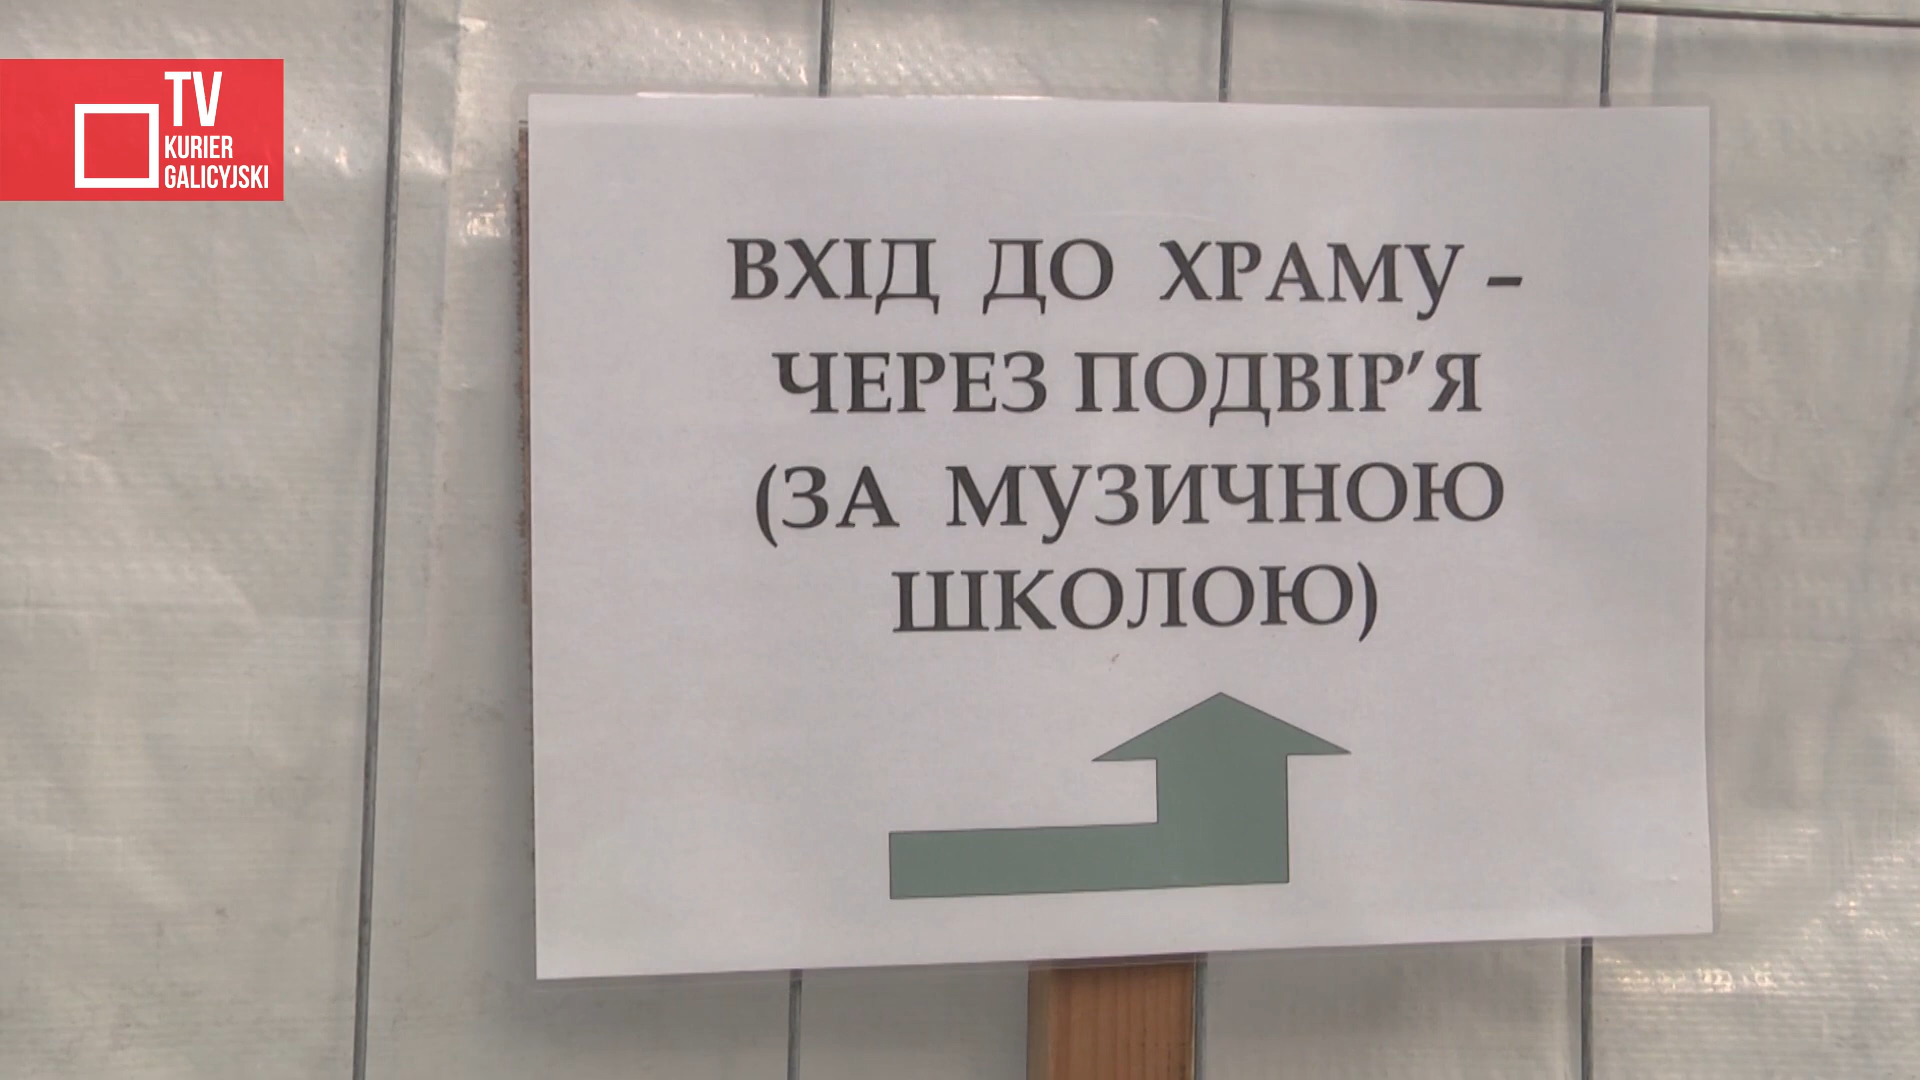 TV
KURIER
GALICYJSKI
ВХІД ДО ХРАМУ –
ЧЕРЕЗ ПОДВІР’Я
(ЗА МУЗИЧНОЮ
ШКОЛОЮ)